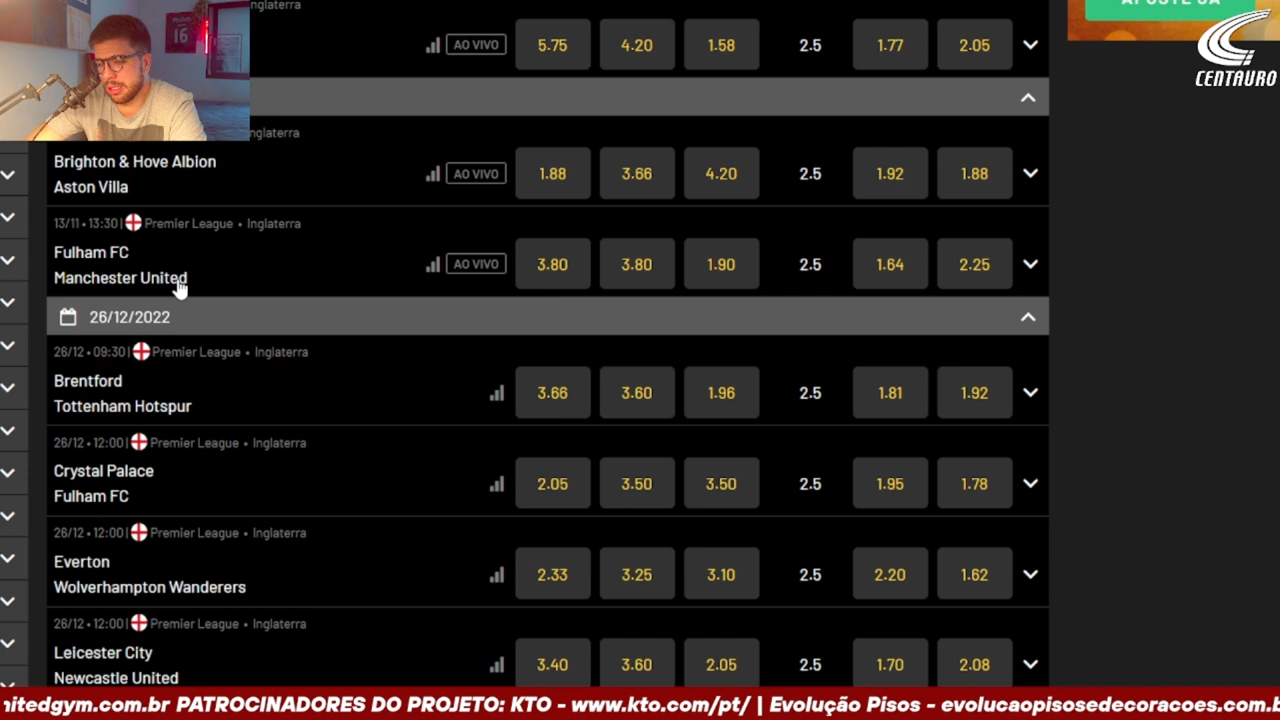 nglaterra
16
AO VIVO 5.75 4.20 1.58 2.5 1.77 2.05
CENTAURO
nglaterra
Brighton & Hove Albion
Aston Villa
AO VIVO 1.88 3.66 4.20 2.5 1.92 1.88
13/11 • 13:30 | Premier League • Inglaterra
Fulham FC
Manchester United
AO VIVO 3.80 3.80 1.90 2.5 1.64 2.25
26/12/2022
26/12 • 09:30 | Premier League • Inglaterra
Brentford
Tottenham Hotspur
3.66 3.60 1.96 2.5 1.81 1.92
26/12 • 12:00 | Premier League • Inglaterra
Crystal Palace
Fulham FC
2.05 3.50 3.50 2.5 1.95 1.78
26/12 • 12:00 | Premier League • Inglaterra
Everton
Wolverhampton Wanderers
2.33 3.25 3.10 2.5 2.20 1.62
26/12 • 12:00 | Premier League • Inglaterra
Leicester City
Newcastle United
3.40 3.60 2.05 2.5 1.70 2.08
nitedgym.com.br PATROCINADORES DO PROJETO: KTO - www.kto.com/pt/ | Evolução Pisos - evolucaopisosedecoracoes.com.b